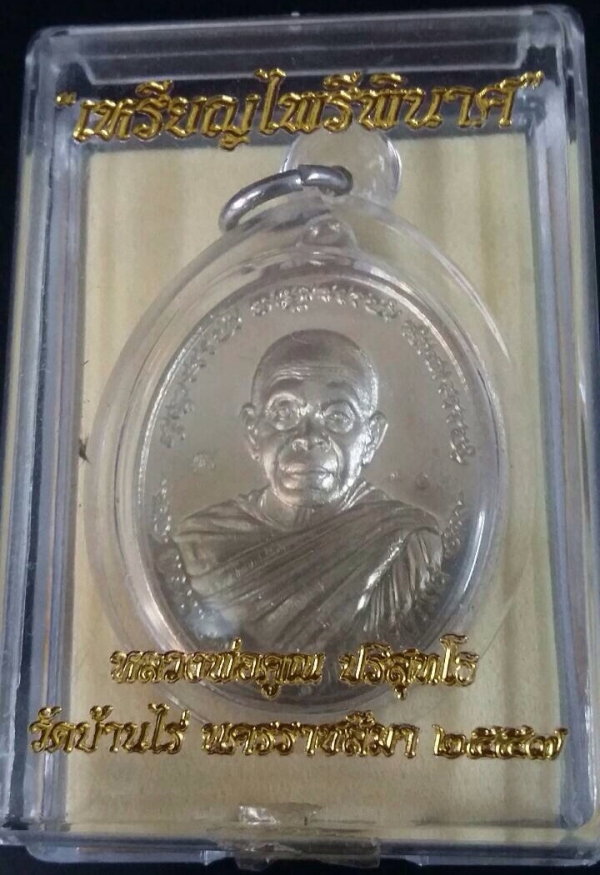 "เหรียญไพรีพินาศ"
หลวงพ่อคูณ ปริสุทโธ
วัดบ้านไร่ นครราชสีมา ๒๕๕๗